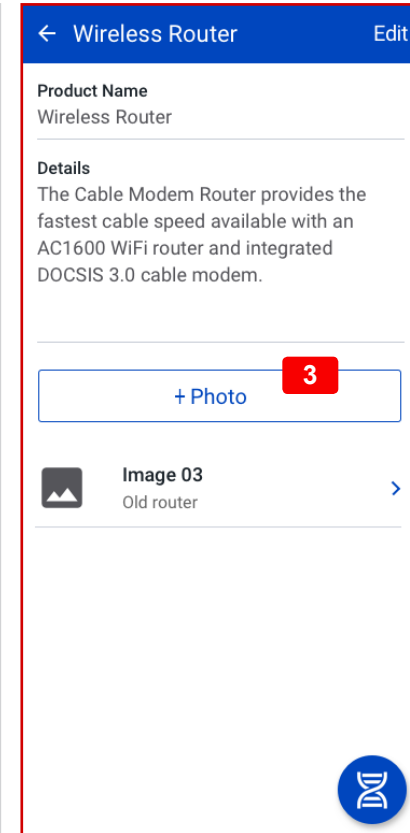 Wireless Router
Edit
Product Name
Wireless Router
Details
The Cable Modem Router provides the
fastest cable speed available with an
AC1600 WiFi router and integrated
DOCSIS 3.0 cable modem.
3
+ Photo
Image 03
Old router